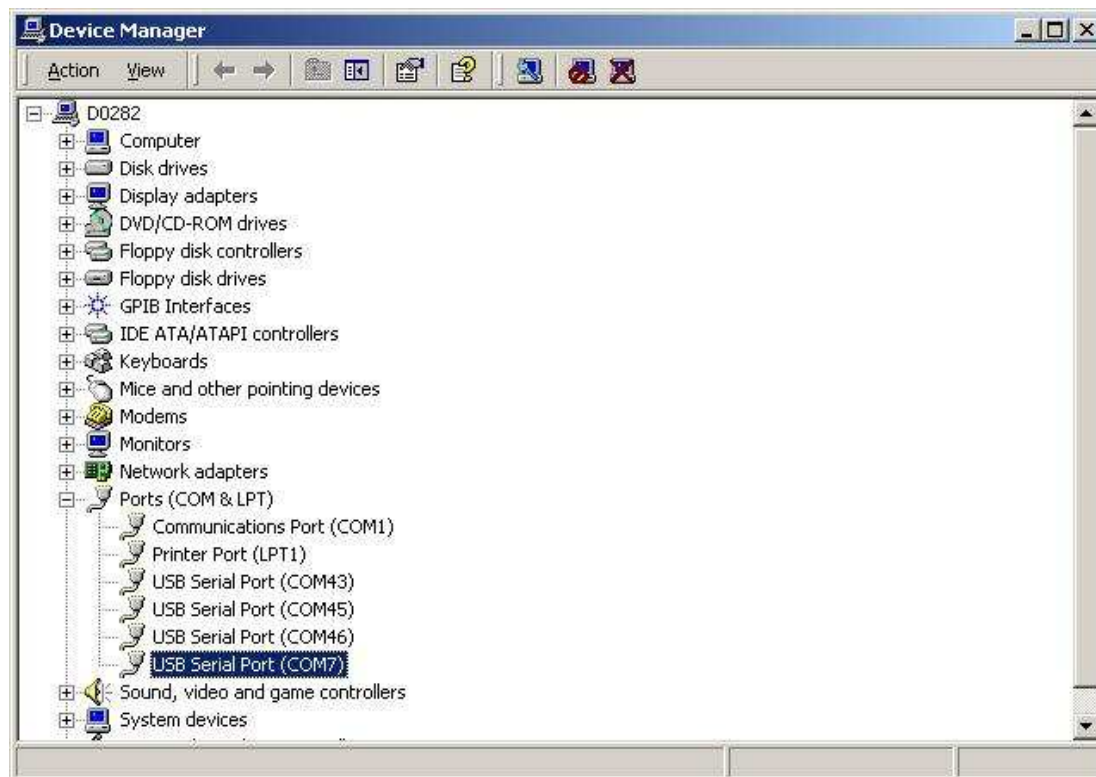 Device Manager
Action View
D0282
Computer
Disk drives
Display adapters
DVD/CD-ROM drives
Floppy disk controllers
Floppy disk drives
GPIB Interfaces
IDE ATA/ATAPI controllers
Keyboards
Mice and other pointing devices
Modems
Monitors
Network adapters
Ports (COM & LPT)
Communications Port (COM1)
Printer Port (LPT1)
USB Serial Port (COM43)
USB Serial Port (COM45)
USB Serial Port (COM46)
USB Serial Port (COM7)
Sound, video and game controllers
System devices